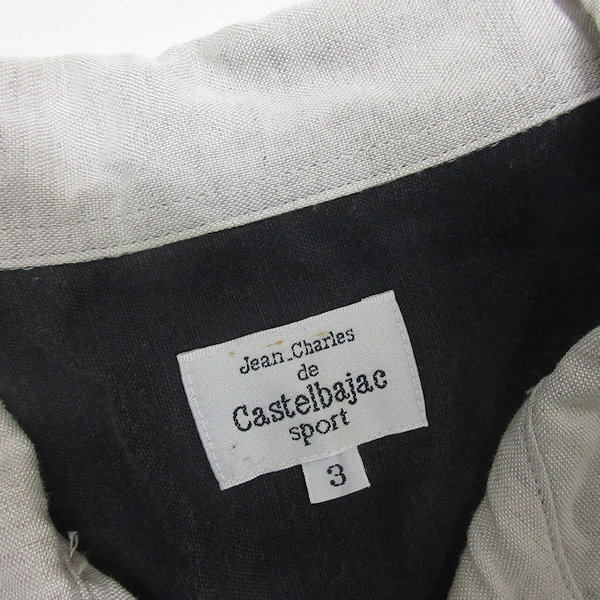 Jean_Charles
de
Castelbajac
sport
3